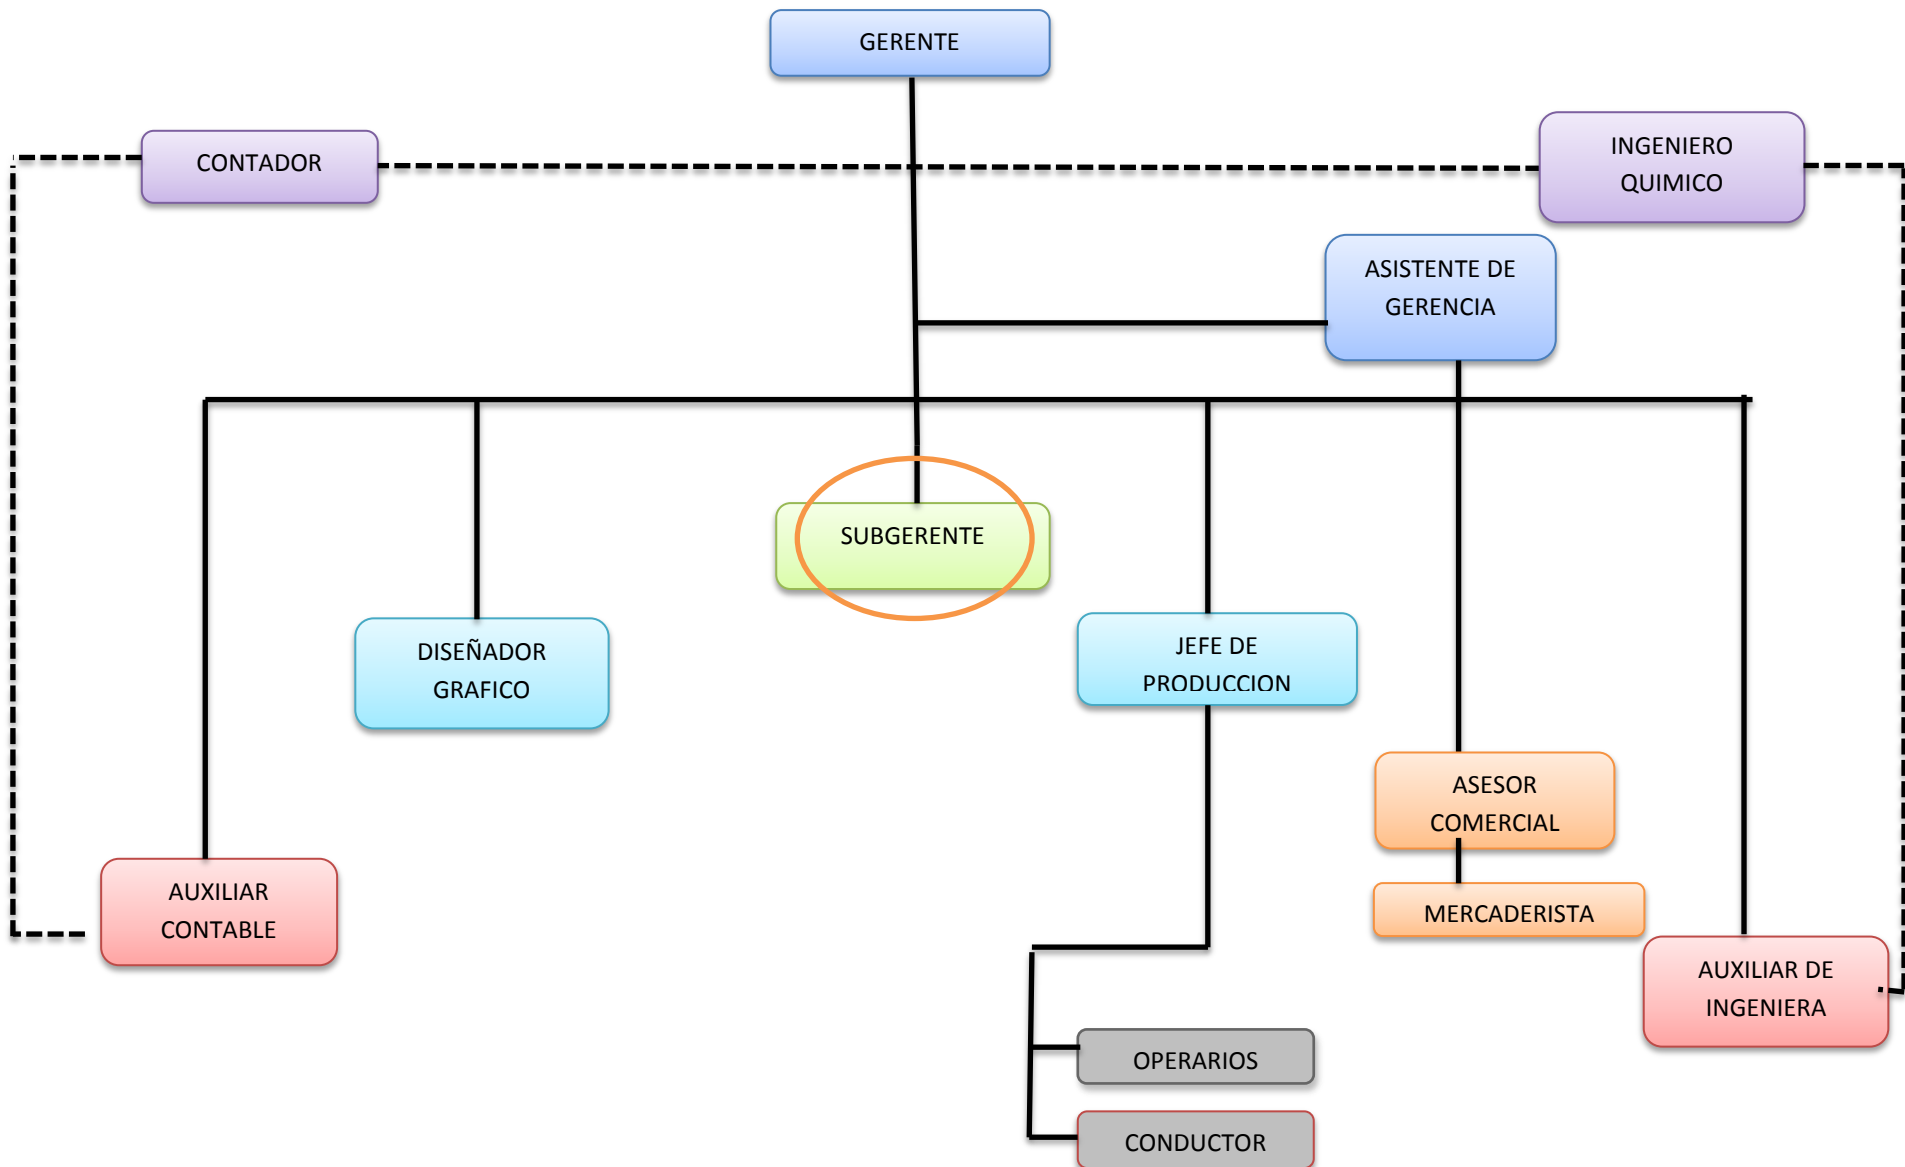 GERENTE
CONTADOR
INGENIERO
QUIMICO
ASISTENTE DE
GERENCIA
SUBGERENTE
DISEÑADOR
GRAFICO
JEFE DE
PRODUCCION
ASESOR
COMERCIAL
AUXILIAR
CONTABLE
MERCADERISTA
AUXILIAR DE
INGENIERA
OPERARIOS
CONDUCTOR